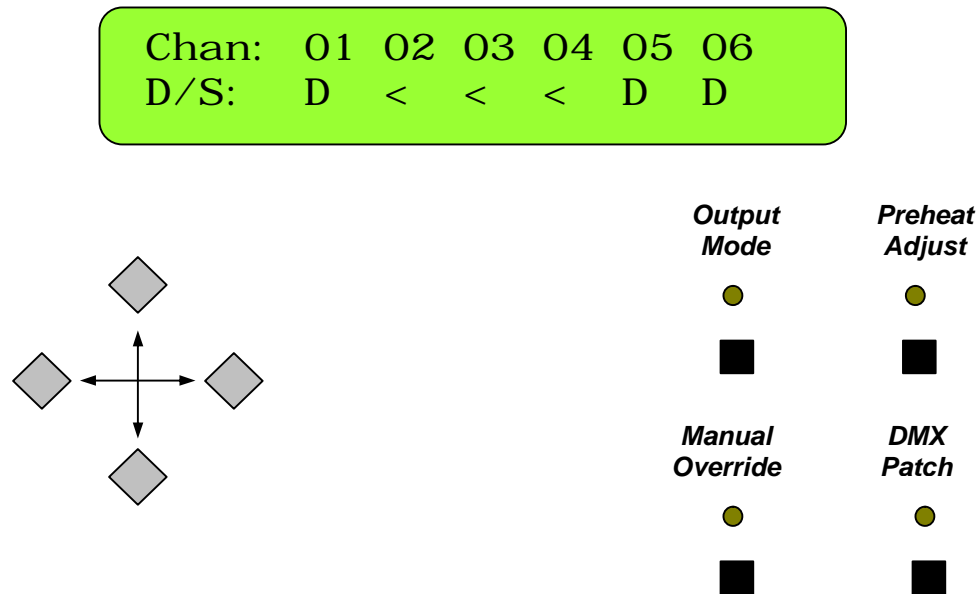 Chan: 01 02 03 04 05 06
D/S: D < < < D D
Output Preheat
Mode Adjust
Manual DMX
Override Patch